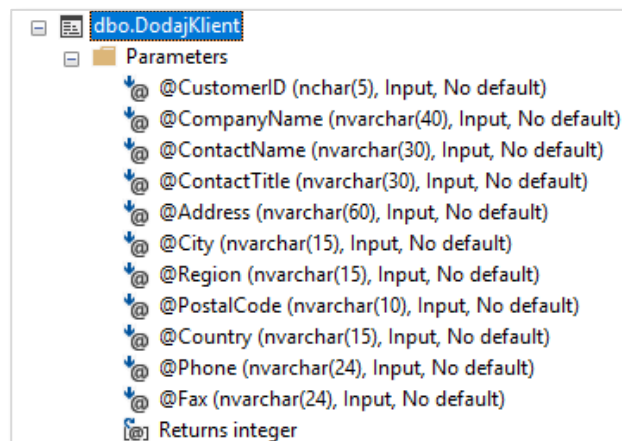 dbo.DodajKlient
Parameters
@CustomerID (nchar(5), Input, No default)
@CompanyName (nvarchar(40), Input, No default)
@ContactName (nvarchar(30), Input, No default)
@ContactTitle (nvarchar(30), Input, No default)
@Address (nvarchar(60), Input, No default)
@City (nvarchar(15), Input, No default)
@Region (nvarchar(15), Input, No default)
@PostalCode (nvarchar(10), Input, No default)
@Country (nvarchar(15), Input, No default)
@Phone (nvarchar(24), Input, No default)
@Fax (nvarchar(24), Input, No default)
Returns integer